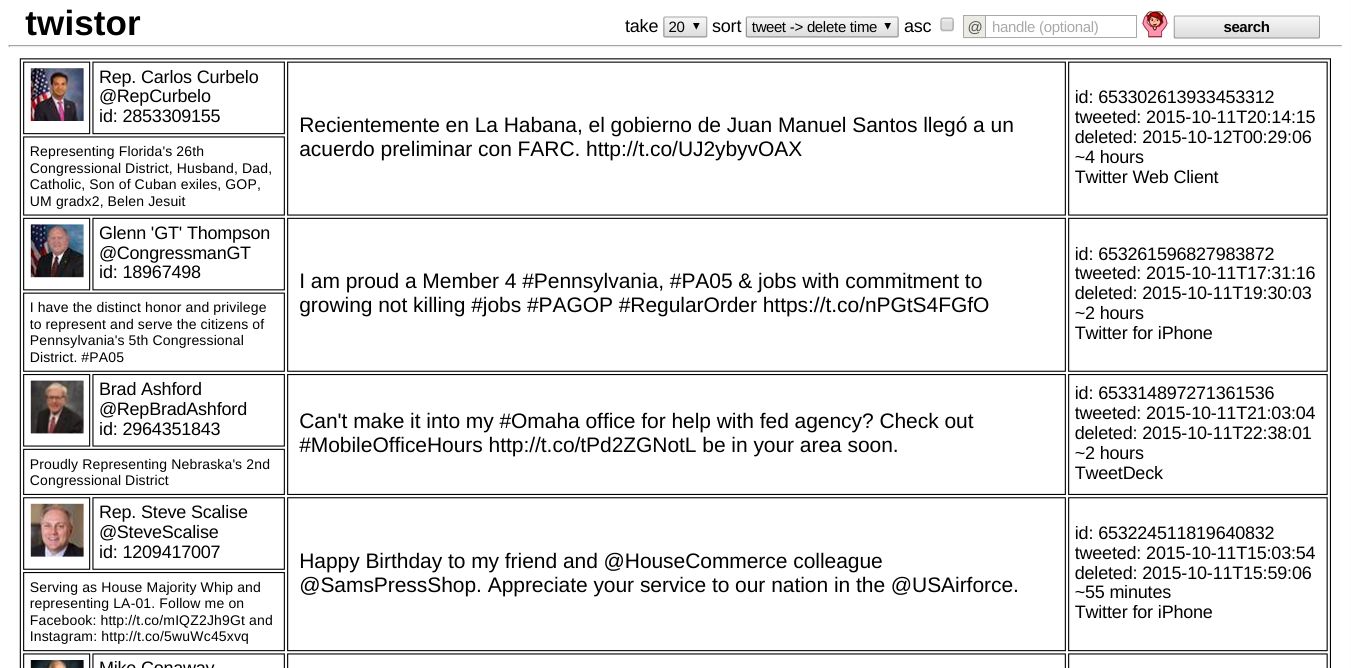 twistor
take 20 ▼ sort tweet -> delete time ▼ asc @ handle (optional) search
Rep. Carlos Curbelo
@RepCurbelo
id: 2853309155
Representing Florida's 26th
Congressional District, Husband, Dad,
Catholic, Son of Cuban exiles, GOP,
UM gradx2, Belen Jesuit
Recientemente en La Habana, el gobierno de Juan Manuel Santos llegó a un
acuerdo preliminar con FARC. http://t.co/UJ2ybyvOAX
id: 653302613933453312
tweeted: 2015-10-11T20:14:15
deleted: 2015-10-12T00:29:06
~4 hours
Twitter Web Client
Glenn 'GT' Thompson
@CongressmanGT
id: 18967498
I have the distinct honor and privilege
to represent and serve the citizens of
Pennsylvania's 5th Congressional
District. #PA05
I am proud a Member 4 #Pennsylvania, #PA05 & jobs with commitment to
growing not killing #jobs #PAGOP #RegularOrder https://t.co/nPGtS4FGfO
id: 653261596827983872
tweeted: 2015-10-11T17:31:16
deleted: 2015-10-11T19:30:03
~2 hours
Twitter for iPhone
Brad Ashford
@RepBradAshford
id: 2964351843
Proudly Representing Nebraska's 2nd
Congressional District
Can't make it into my #Omaha office for help with fed agency? Check out
#MobileOfficeHours http://t.co/tPd2ZGNotL be in your area soon.
id: 653314897271361536
tweeted: 2015-10-11T21:03:04
deleted: 2015-10-11T22:38:01
~2 hours
TweetDeck
Rep. Steve Scalise
@SteveScalise
id: 1209417007
Serving as House Majority Whip and
representing LA-01. Follow me on
Facebook: http://t.co/mIQZ2Jh9Gt and
Instagram: http://t.co/5wuWc45xvq
Happy Birthday to my friend and @HouseCommerce colleague
@SamsPressShop. Appreciate your service to our nation in the @USAirforce.
id: 653224511819640832
tweeted: 2015-10-11T15:03:54
deleted: 2015-10-11T15:59:06
~55 minutes
Twitter for iPhone
Mike Conaway